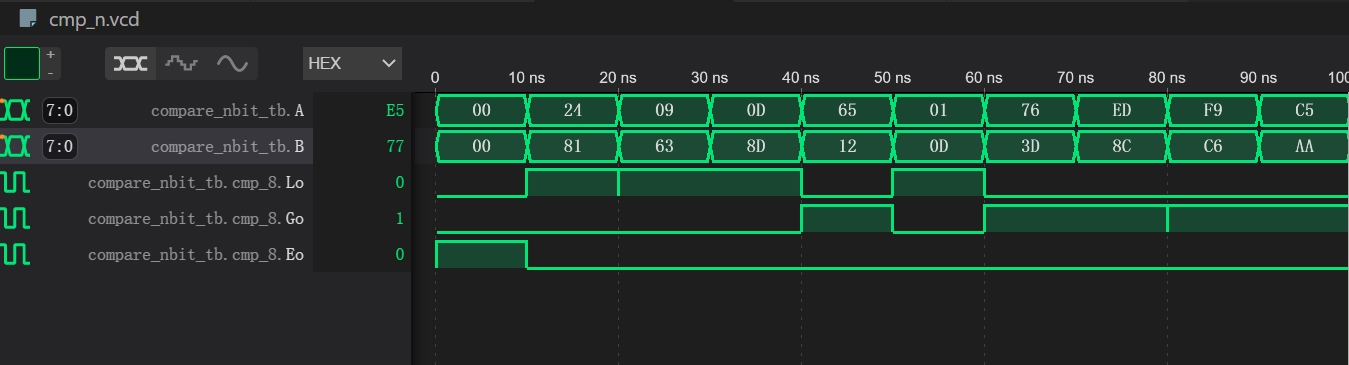 cmp_n.vcd
+
-
HEX
0 10 ns 20 ns 30 ns 40 ns 50 ns 60 ns 70 ns 80 ns 90 ns 100
7:0 compare_nbit_tb.A E5 00 24 09 0D 65 01 76 ED F9 C5
7:0 compare_nbit_tb.B 77 00 81 63 8D 12 0D 3D 8C C6 AA
compare_nbit_tb.cmp_8.Lo 0
compare_nbit_tb.cmp_8.Go 1
compare_nbit_tb.cmp_8.Eo 0